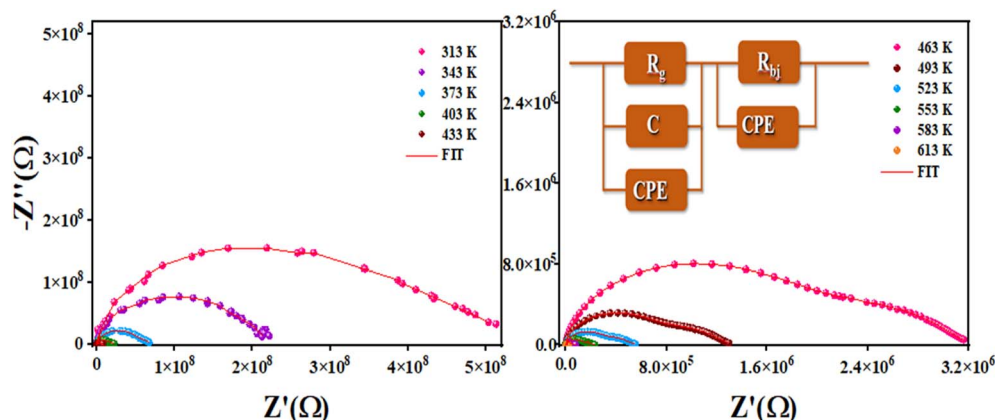 -Z''(Ω)
5×10⁸
4×10⁸
3×10⁸
2×10⁸
1×10⁸
0
313 K
343 K
373 K
403 K
433 K
FIT
0
1×10⁸
2×10⁸
3×10⁸
4×10⁸
5×10⁸
Z'(Ω)
3.2×10⁶
2.4×10⁶
1.6×10⁶
8.0×10⁵
0.0
R_g
C
CPE
R_bj
CPE
463 K
493 K
523 K
553 K
583 K
613 K
FIT
0.0
8.0×10⁵
1.6×10⁶
2.4×10⁶
3.2×10⁶
Z'(Ω)